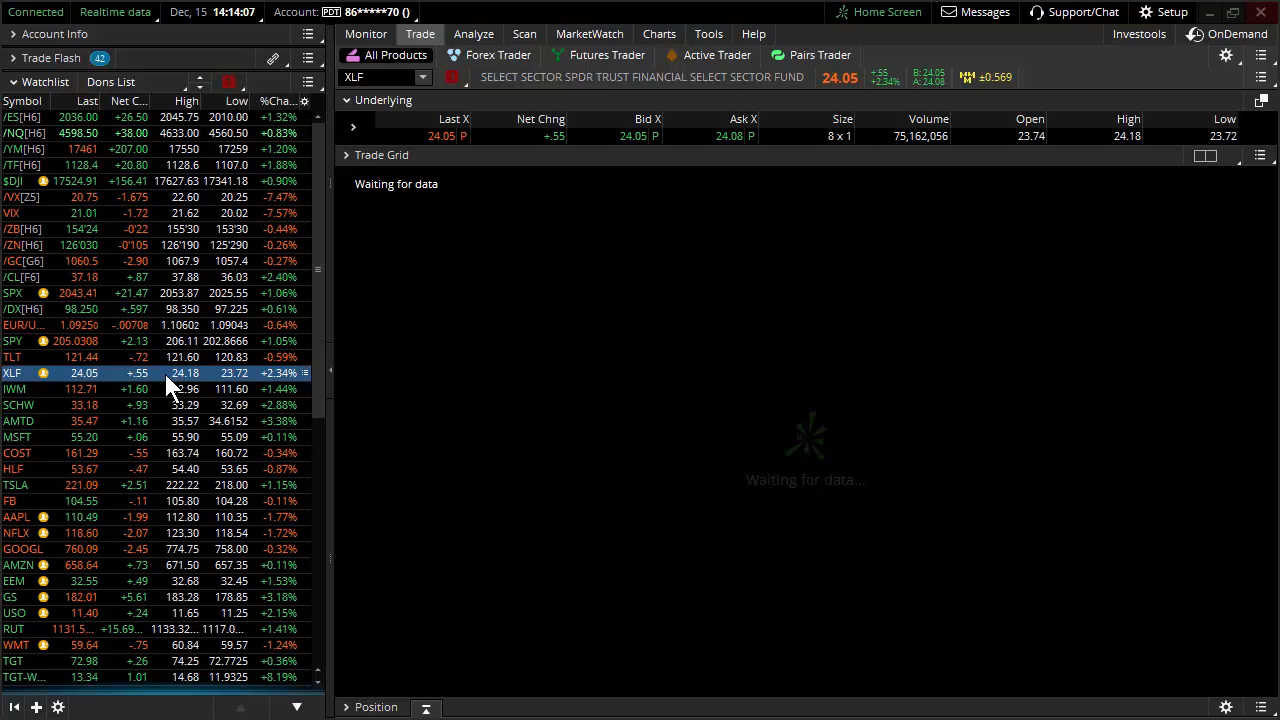 Connected Realtime data Dec, 15 14:14:07 Account: PDT 86*****70 () Home Screen Messages Support/Chat Setup
Account Info
Trade Flash 42
Watchlist Dons List
Symbol Last Net C... High Low %Cha...
/ES[H6] 2036.00 +26.50 2045.75 2010.00 +1.32%
/NQ[H6] 4598.50 +38.00 4633.00 4560.50 +0.83%
/YM[H6] 17461 +207.00 17550 17259 +1.20%
/TF[H6] 1128.4 +20.80 1128.6 1107.0 +1.88%
$DJI 17524.91 +156.41 17627.63 17341.18 +0.90%
/VX[Z5] 20.75 -1.675 22.60 20.25 -7.47%
VIX 21.01 -1.72 21.62 20.02 -7.57%
/ZB[H6] 154'24 -0'22 155'30 153'30 -0.44%
/ZN[H6] 126'030 -0'105 126'190 125'290 -0.26%
/GC[G6] 1060.5 -2.90 1067.9 1057.4 -0.27%
/CL[F6] 37.18 +.87 37.88 36.03 +2.40%
SPX 2043.41 +21.47 2053.87 2025.55 +1.06%
/DX[H6] 98.250 +.597 98.350 97.225 +0.61%
EUR/U... 1.09250 -.00708 1.10602 1.09043 -0.64%
SPY 205.0308 +2.13 206.11 202.8666 +1.05%
TLT 121.44 -.72 121.60 120.83 -0.59%
XLF 24.05 +.55 24.18 23.72 +2.34%
IWM 112.71 +1.60 2.96 111.60 +1.44%
SCHW 33.18 +.93 33.29 32.69 +2.88%
AMTD 35.47 +1.16 35.57 34.6152 +3.38%
MSFT 55.20 +.06 55.90 55.09 +0.11%
COST 161.29 -.55 163.74 160.72 -0.34%
HLF 53.67 -.47 54.40 53.65 -0.87%
TSLA 221.09 +2.51 222.22 218.00 +1.15%
FB 104.55 -.11 105.80 104.28 -0.11%
AAPL 110.49 -1.99 112.80 110.35 -1.77%
NFLX 118.60 -2.07 123.30 118.54 -1.72%
GOOGL 760.09 -2.45 774.75 758.00 -0.32%
AMZN 658.64 +.73 671.50 657.35 +0.11%
EEM 32.55 +.49 32.68 32.45 +1.53%
GS 182.01 +5.61 183.28 178.85 +3.18%
USO 11.40 +.24 11.65 11.25 +2.15%
RUT 1131.5... +15.69... 1133.32... 1117.0... +1.41%
WMT 59.64 -.75 60.84 59.57 -1.24%
TGT 72.98 +.26 74.25 72.7725 +0.36%
TGT-W... 13.34 1.01 14.68 11.9325 +8.19%
Monitor Trade Analyze Scan MarketWatch Charts Tools Help Investools OnDemand
All Products Forex Trader Futures Trader Active Trader Pairs Trader
XLF SELECT SECTOR SPDR TRUST FINANCIAL SELECT SECTOR FUND 24.05 +.55 +2.34% B: 24.05 A: 24.08 ±0.569
Underlying
Last X Net Chng Bid X Ask X Size Volume Open High Low
24.05 P +.55 24.05 P 24.08 P 8 x 1 75,162,056 23.74 24.18 23.72
Trade Grid
Waiting for data
Waiting for data...
Position